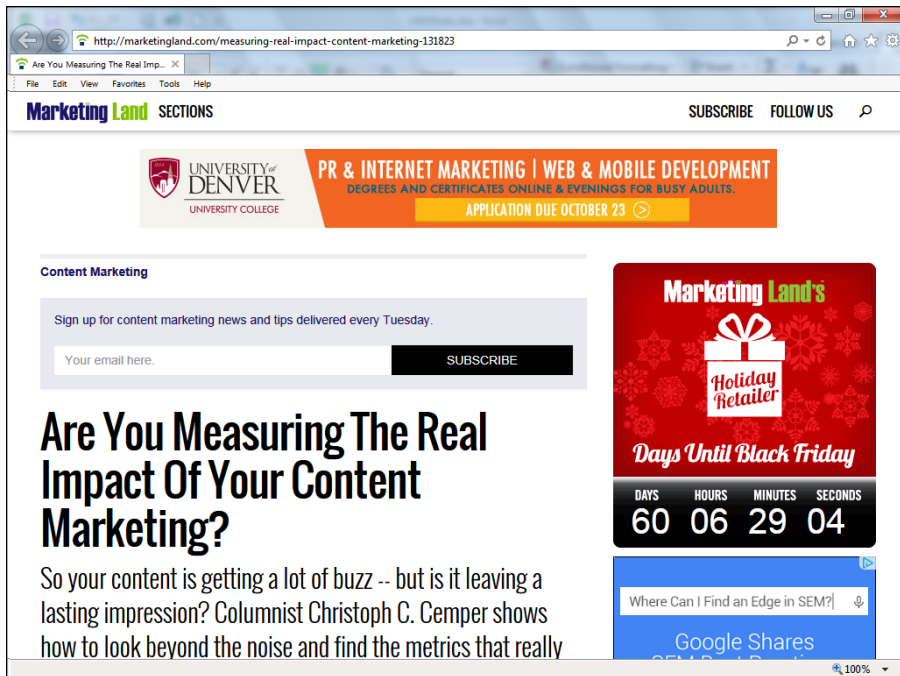 http://marketingland.com/measuring-real-impact-content-marketing-131823
Are You Measuring The Real Imp...
File Edit View Favorites Tools Help
Marketing Land SECTIONS SUBSCRIBE FOLLOW US
UNIVERSITY of
DENVER
UNIVERSITY COLLEGE
PR & INTERNET MARKETING | WEB & MOBILE DEVELOPMENT
DEGREES AND CERTIFICATES ONLINE & EVENINGS FOR BUSY ADULTS.
APPLICATION DUE OCTOBER 23
Content Marketing
Sign up for content marketing news and tips delivered every Tuesday.
Your email here. SUBSCRIBE
Are You Measuring The Real
Impact Of Your Content
Marketing?
So your content is getting a lot of buzz -- but is it leaving a
lasting impression? Columnist Christoph C. Cemper shows
how to look beyond the noise and find the metrics that really
Marketing Land's
Holiday
Retailer
Days Until Black Friday
DAYS HOURS MINUTES SECONDS
60 06 29 04
Where Can I Find an Edge in SEM?
Google Shares
100%